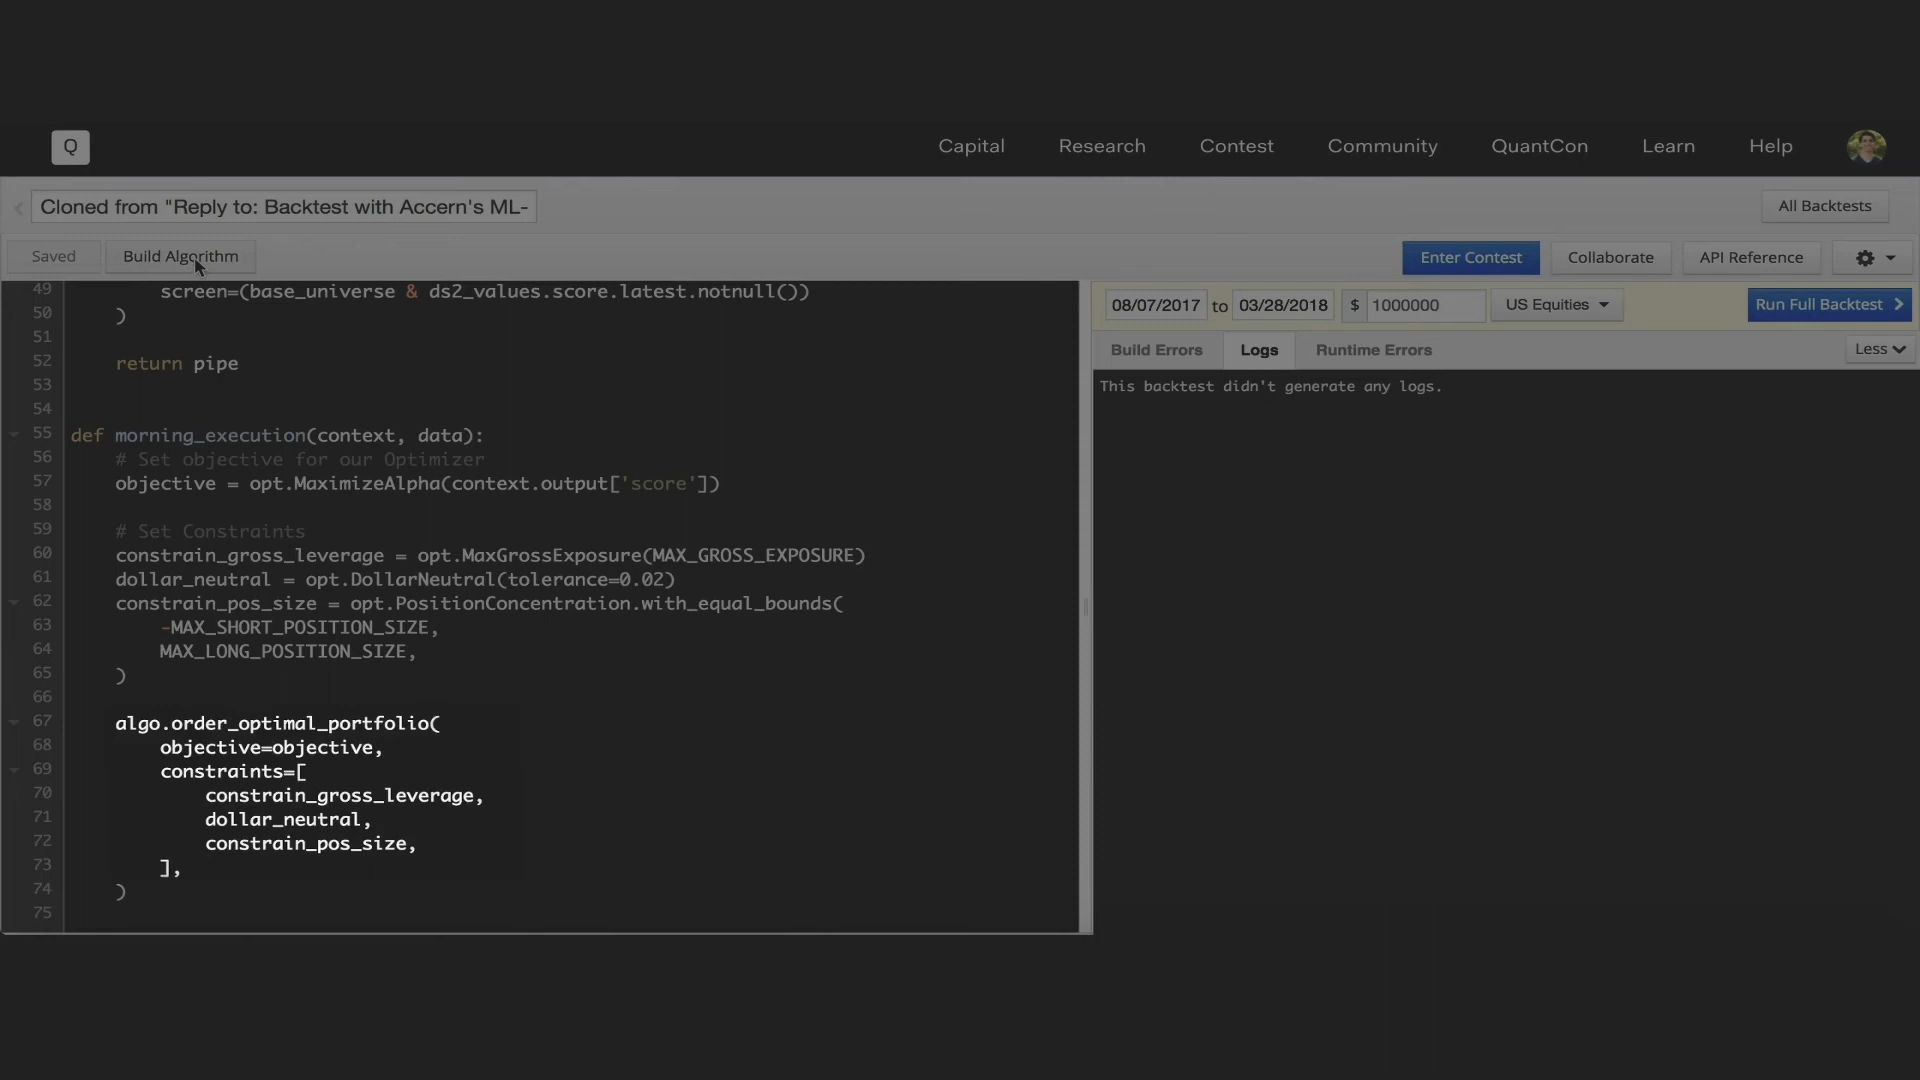 Q
Capital Research Contest Community QuantCon Learn Help
Cloned from "Reply to: Backtest with Accern's ML-
All Backtests
Saved Build Algorithm
Enter Contest Collaborate API Reference
49 screen=(base_universe & ds2_values.score.latest.notnull())
50 )
51
52 return pipe
53
54
55 def morning_execution(context, data):
56 # Set objective for our Optimizer
57 objective = opt.MaximizeAlpha(context.output['score'])
58
59 # Set Constraints
60 constrain_gross_leverage = opt.MaxGrossExposure(MAX_GROSS_EXPOSURE)
61 dollar_neutral = opt.DollarNeutral(tolerance=0.02)
62 constrain_pos_size = opt.PositionConcentration.with_equal_bounds(
63 -MAX_SHORT_POSITION_SIZE,
64 MAX_LONG_POSITION_SIZE,
65 )
66
67 algo.order_optimal_portfolio(
68 objective=objective,
69 constraints=[
70 constrain_gross_leverage,
71 dollar_neutral,
72 constrain_pos_size,
73 ],
74 )
75
08/07/2017 to 03/28/2018 $ 1000000 US Equities Run Full Backtest
Build Errors Logs Runtime Errors Less
This backtest didn't generate any logs.